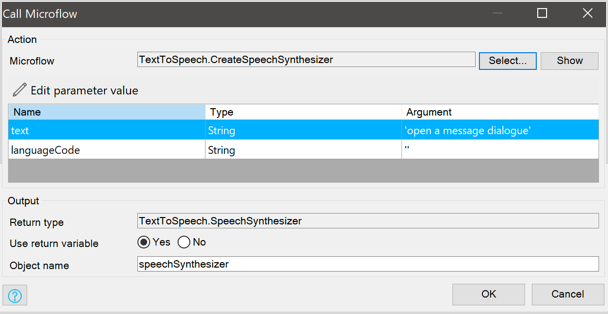 Call Microflow
Action
Microflow TextToSpeech.CreateSpeechSynthesizer Select... Show
Edit parameter value
Name Type Argument
text String 'open a message dialogue'
languageCode String ''
Output
Return type TextToSpeech.SpeechSynthesizer
Use return variable Yes No
Object name speechSynthesizer
? OK Cancel